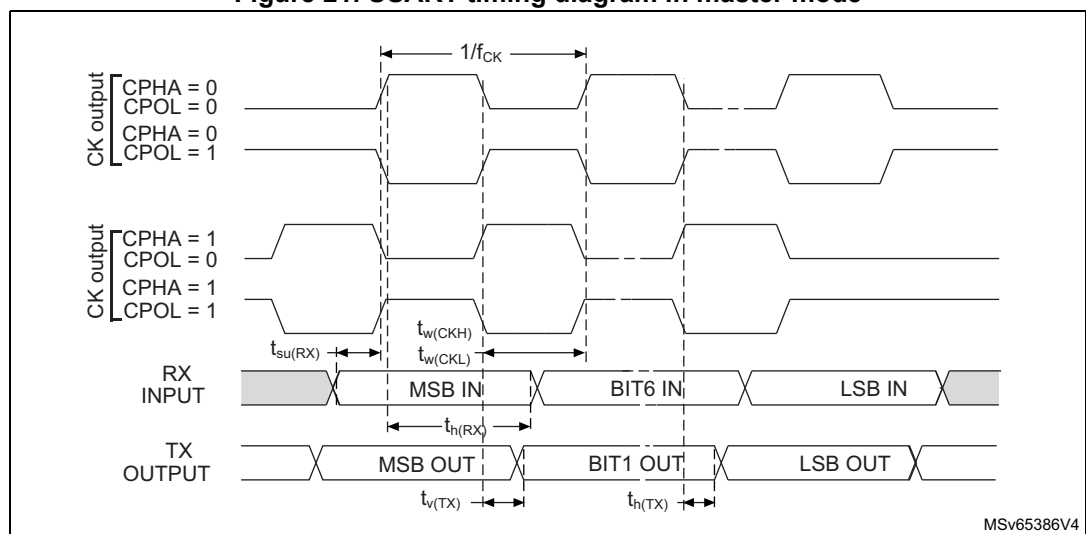 Figure 21. USART timing diagram in master mode
1/fCK
CK output
CPHA = 0
CPOL = 0
CPHA = 0
CPOL = 1
CK output
CPHA = 1
CPOL = 0
CPHA = 1
CPOL = 1
tw(CKH)
tw(CKL)
tsu(RX)
RX
INPUT
MSB IN
BIT6 IN
LSB IN
th(RX)
TX
OUTPUT
MSB OUT
BIT1 OUT
LSB OUT
tv(TX)
th(TX)
MSv65386V4